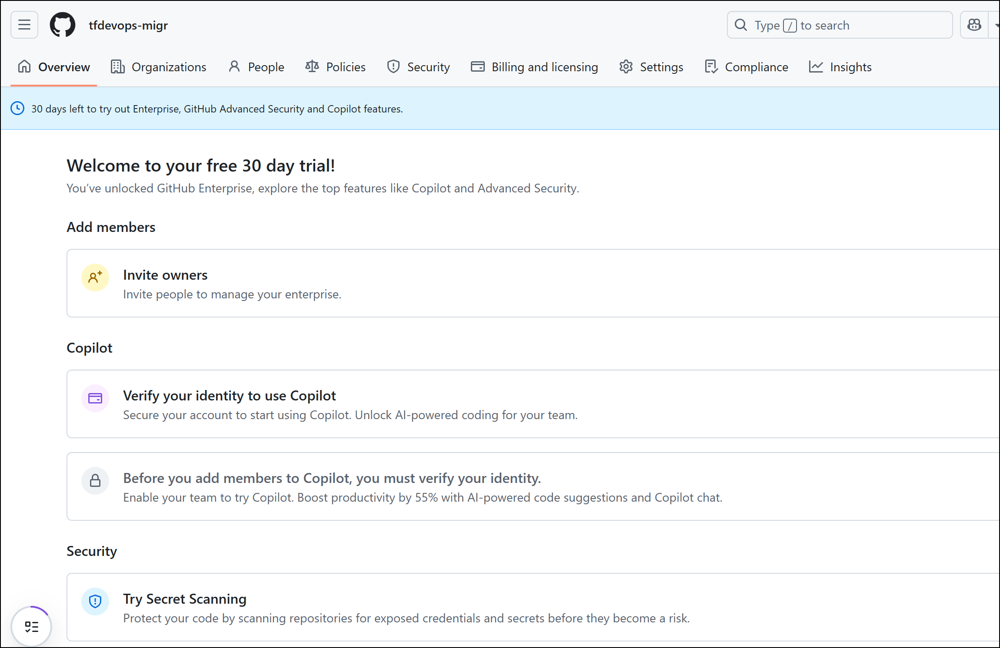 tfdevops-migr
Type / to search
Overview Organizations People Policies Security Billing and licensing Settings Compliance Insights
30 days left to try out Enterprise, GitHub Advanced Security and Copilot features.
Welcome to your free 30 day trial!
You’ve unlocked GitHub Enterprise, explore the top features like Copilot and Advanced Security.
Add members
Invite owners
Invite people to manage your enterprise.
Copilot
Verify your identity to use Copilot
Secure your account to start using Copilot. Unlock AI-powered coding for your team.
Before you add members to Copilot, you must verify your identity.
Enable your team to try Copilot. Boost productivity by 55% with AI-powered code suggestions and Copilot chat.
Security
Try Secret Scanning
Protect your code by scanning repositories for exposed credentials and secrets before they become a risk.